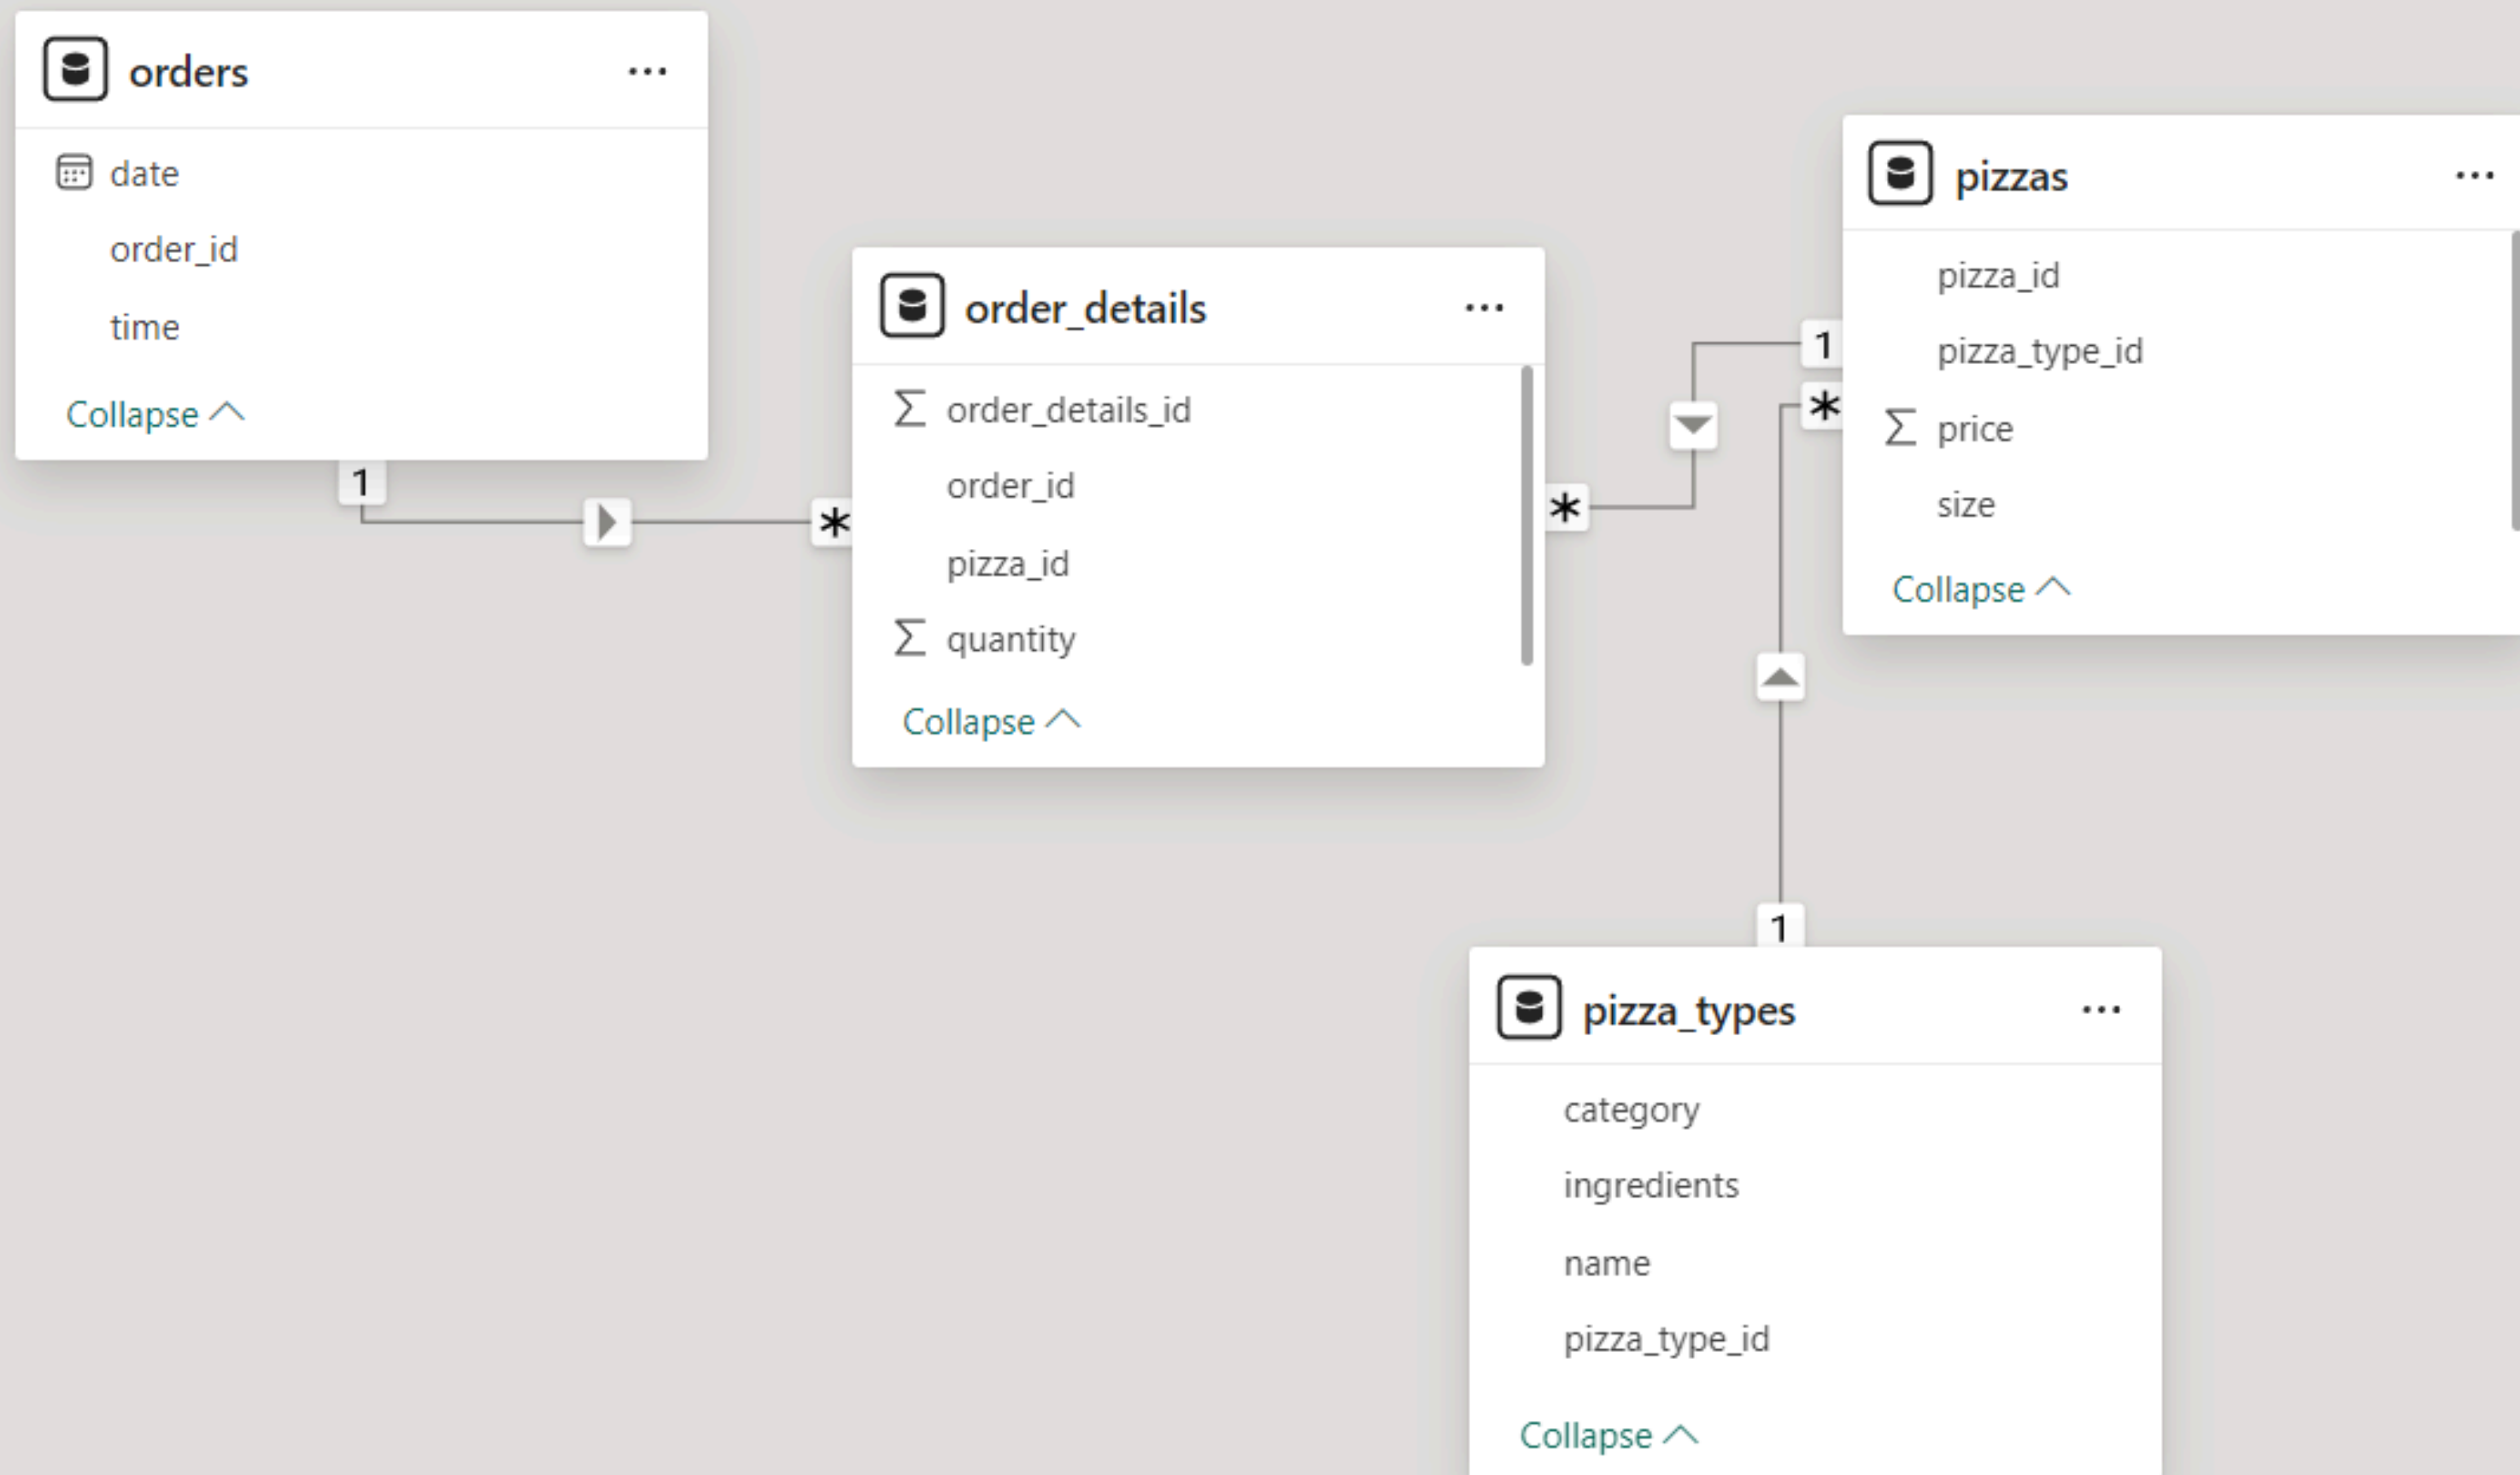 orders
date
order_id
time
Collapse
1
*
order_details
order_details_id
order_id
pizza_id
quantity
Collapse
*
1
*
pizzas
pizza_id
pizza_type_id
price
size
Collapse
1
pizza_types
category
ingredients
name
pizza_type_id
Collapse